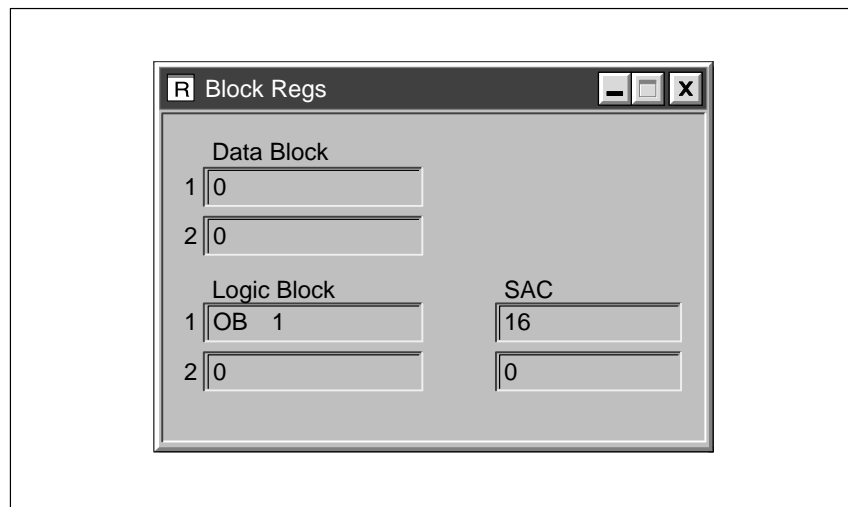 R Block Regs X
Data Block
1 0
2 0
Logic Block SAC
1 OB 1 16
2 0 0